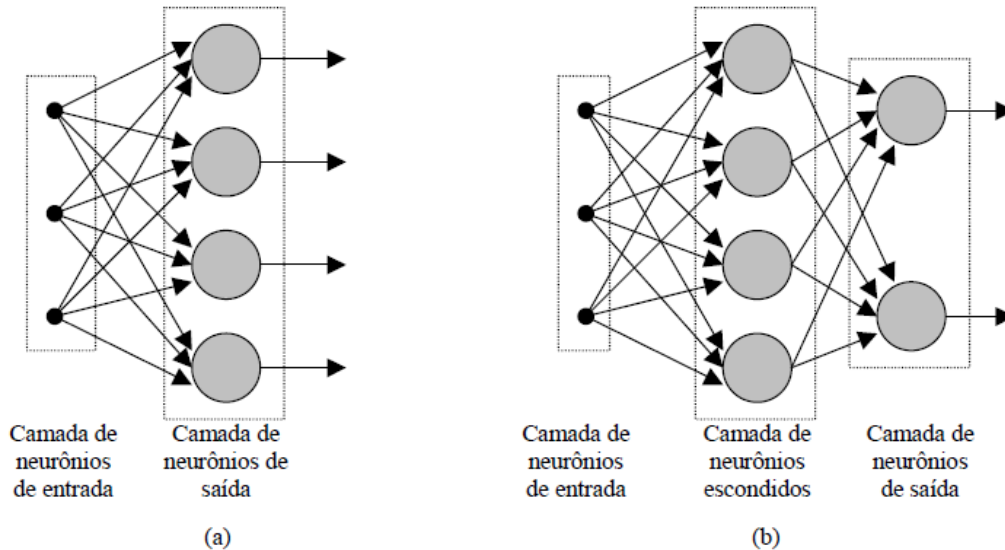 Camada de
neurônios
de entrada
Camada de
neurônios de
saída
(a)
Camada de
neurônios
de entrada
Camada de
neurônios
escondidos
Camada de
neurônios
de saída
(b)